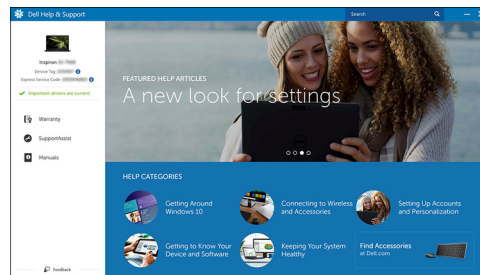 Dell Help & Support
Search
Inspiron
Service Tag
Express Service Code
Important drivers are current
Warranty
SupportAssist
Manuals
Feedback
FEATURED HELP ARTICLES
A new look for settings
HELP CATEGORIES
Getting Around
Windows 10
Connecting to Wireless
and Accessories
Setting Up Accounts
and Personalization
Getting to Know Your
Device and Software
Keeping Your System
Healthy
Find Accessories
at Dell.com